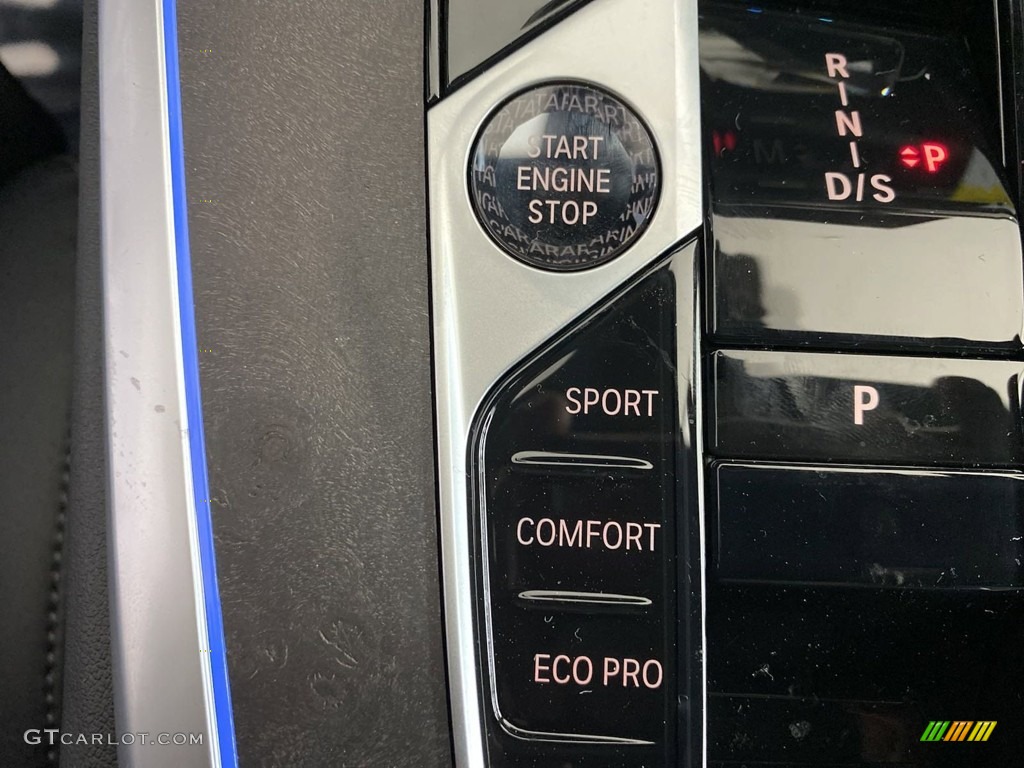 START
ENGINE
STOP
R
N
D/S
P
SPORT
P
COMFORT
ECO PRO
GTCARLOT.COM